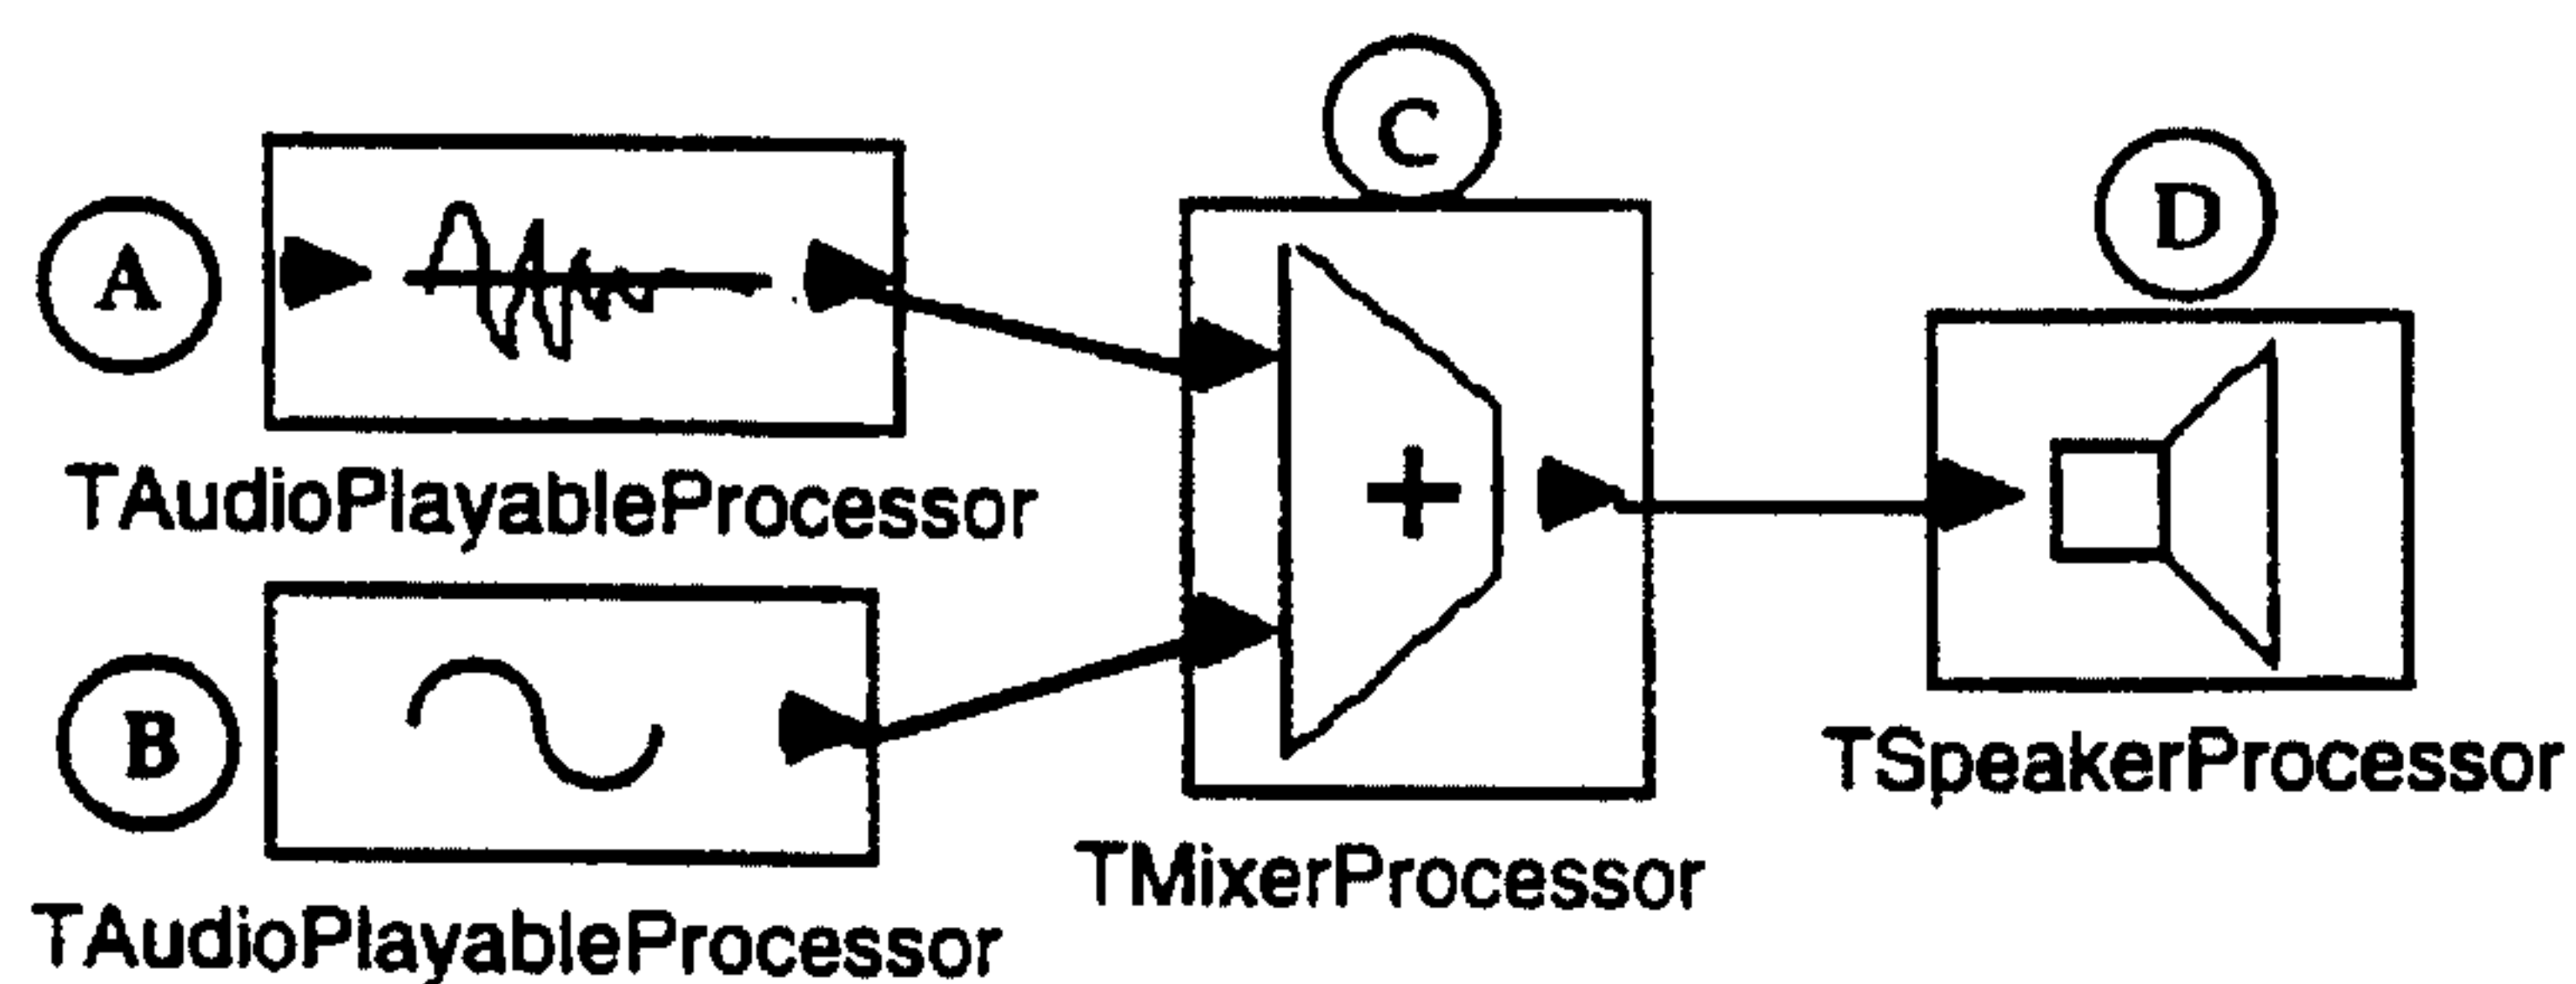 C
D
A
TAudioPlayableProcessor
+
B
TSpeakerProcessor
TMixerProcessor
TAudioPlayableProcessor